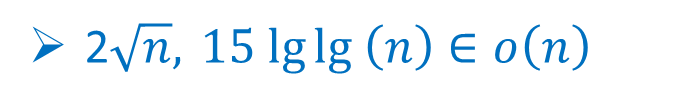 ➢ 2√n, 15 lg lg (n) ∈ o(n)